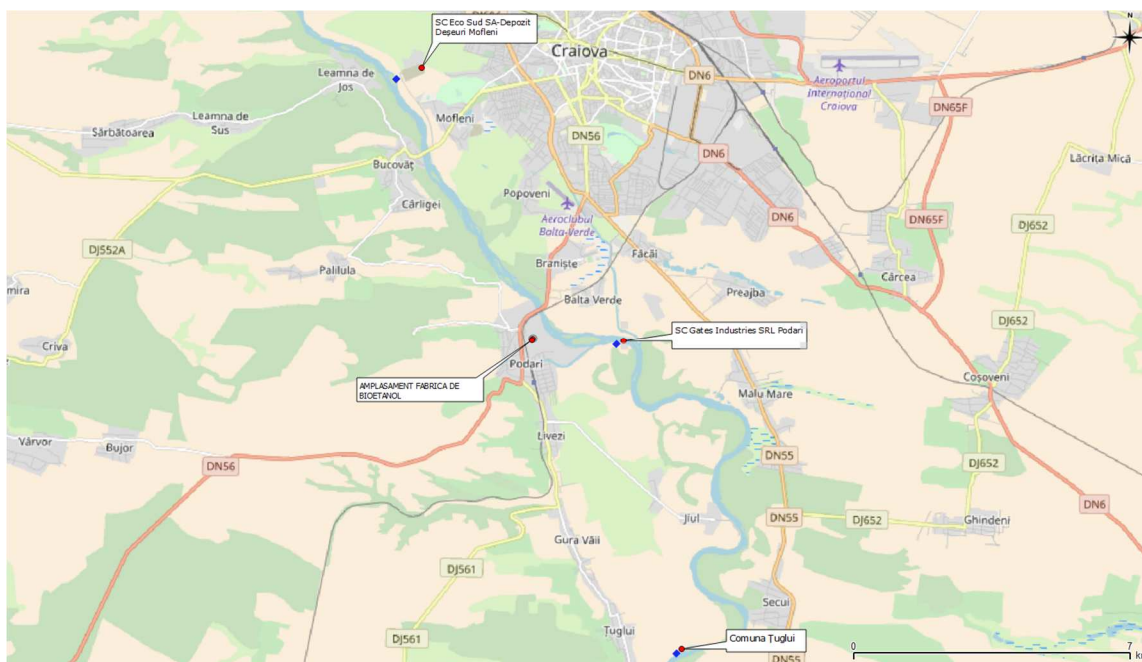 SC Eco Sud SA-Depozit
Deșeuri Mofleni
N
DN6
Craiova
Leamna de
Jos
DN6
Aeroportul
Internațional
Craiova
DN65F
Leamna de
Sus
Mofleni
DN56
Sărbătoarea
DN6
Lăcrița Mică
Bucovăț
Popoveni
Cârligei
Aeroclubul
Balta-Verde
DN6
DN65F
DJ652
DJ552A
Făcăi
Braniște
Palilula
Cârcea
mira
Preajba
Balta Verde
DJ652
SC Gates Industries SRL Podari
Criva
Podari
AMPLASAMENT FABRICA DE
BIOETANOL
Coșoveni
Malu Mare
Livezi
Vârvor
Bujor
DN55
DN56
DJ652
DN6
Jiul
DN55
DJ652
Ghindeni
Gura Văii
DJ561
Secui
Țuglui
DJ561
Comuna Țuglui
DN55
0
7
km